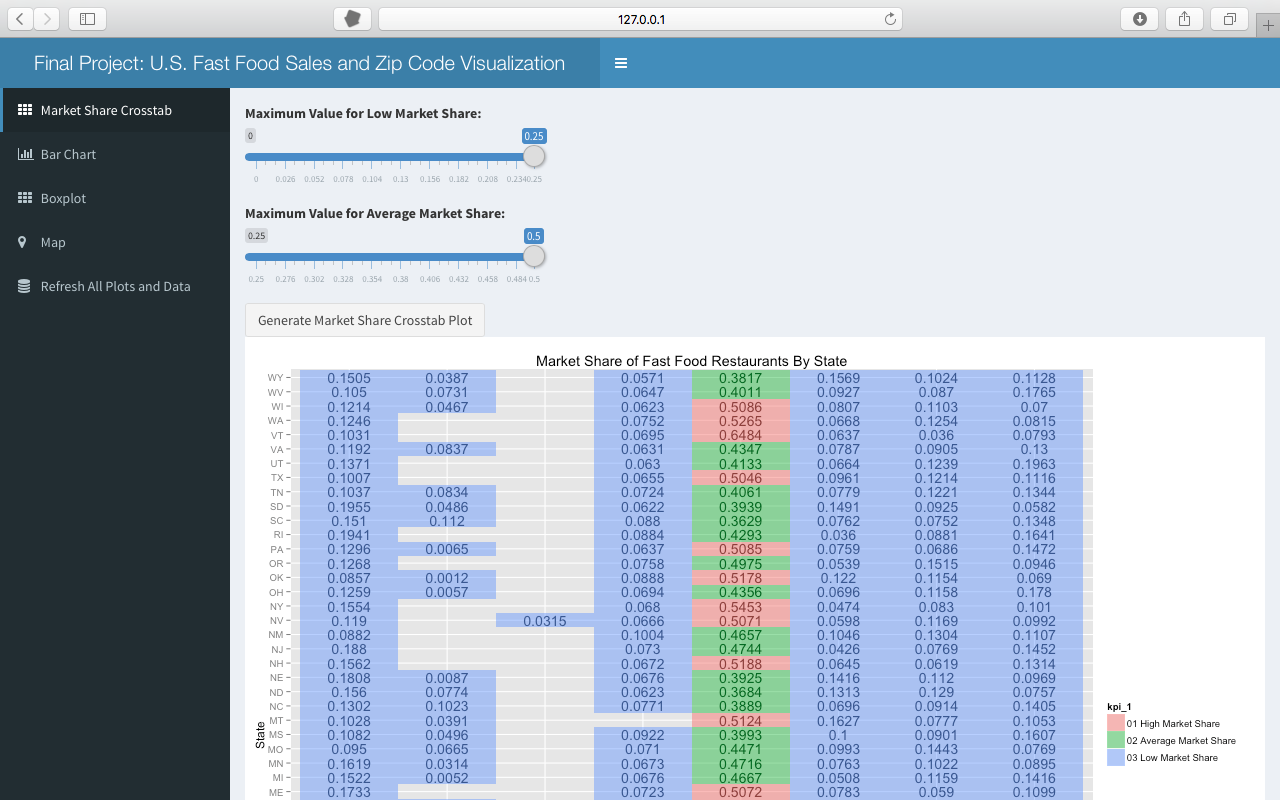 127.0.0.1
Final Project: U.S. Fast Food Sales and Zip Code Visualization
Market Share Crosstab
Bar Chart
Boxplot
Map
Refresh All Plots and Data
Maximum Value for Low Market Share:
0 0.25
0 0.026 0.052 0.078 0.104 0.13 0.156 0.182 0.208 0.234 0.25
Maximum Value for Average Market Share:
0.25 0.5
0.25 0.276 0.302 0.328 0.354 0.38 0.406 0.432 0.458 0.484 0.5
Generate Market Share Crosstab Plot
Market Share of Fast Food Restaurants By State
WY 0.1505 0.0387 0.0571 0.3817 0.1569 0.1024 0.1128
WV 0.105 0.0731 0.0647 0.4011 0.0927 0.087 0.1765
WI 0.1214 0.0467 0.0623 0.5086 0.0807 0.1103 0.07
WA 0.1246 0.0752 0.5265 0.0668 0.1254 0.0815
VT 0.1031 0.0695 0.6484 0.0637 0.036 0.0793
VA 0.1192 0.0837 0.0631 0.4347 0.0787 0.0905 0.13
UT 0.1371 0.063 0.4133 0.0664 0.1239 0.1963
TX 0.1007 0.0655 0.5046 0.0961 0.1214 0.1116
TN 0.1037 0.0834 0.0724 0.4061 0.0779 0.1221 0.1344
SD 0.1955 0.0486 0.0622 0.3939 0.1491 0.0925 0.0582
SC 0.151 0.112 0.088 0.3629 0.0762 0.0752 0.1348
RI 0.1941 0.0884 0.4293 0.036 0.0881 0.1641
PA 0.1296 0.0065 0.0637 0.5085 0.0759 0.0686 0.1472
OR 0.1268 0.0758 0.4975 0.0539 0.1515 0.0946
OK 0.0857 0.0012 0.0888 0.5178 0.122 0.1154 0.069
OH 0.1259 0.0057 0.0694 0.4356 0.0696 0.1158 0.178
NY 0.1554 0.068 0.5453 0.0474 0.083 0.101
NV 0.119 0.0315 0.0666 0.5071 0.0598 0.1169 0.0992
NM 0.0882 0.1004 0.4657 0.1046 0.1304 0.1107
NJ 0.188 0.073 0.4744 0.0426 0.0769 0.1452
NH 0.1562 0.0672 0.5188 0.0645 0.0619 0.1314
NE 0.1808 0.0087 0.0676 0.3925 0.1416 0.112 0.0969
ND 0.156 0.0774 0.0623 0.3684 0.1313 0.129 0.0757
NC 0.1302 0.1023 0.0771 0.3889 0.0696 0.0914 0.1405
MT 0.1028 0.0391 0.5124 0.1627 0.0777 0.1053
MS 0.1082 0.0496 0.0922 0.3993 0.1 0.0901 0.1607
MO 0.095 0.0665 0.071 0.4471 0.0993 0.1443 0.0769
MN 0.1619 0.0314 0.0673 0.4716 0.0763 0.1022 0.0895
MI 0.1522 0.0052 0.0676 0.4667 0.0508 0.1159 0.1416
ME 0.1733 0.0723 0.5072 0.0783 0.059 0.1099
State
kpi_1
01 High Market Share
02 Average Market Share
03 Low Market Share